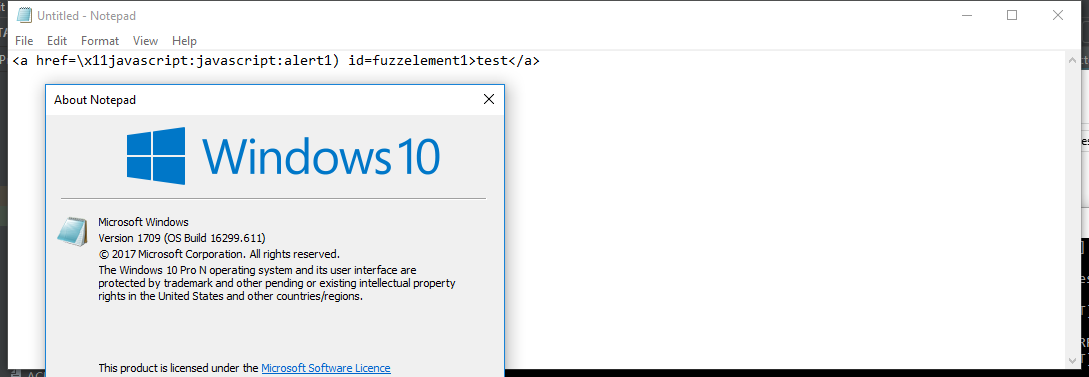 Untitled - Notepad
File Edit Format View Help
<a href=\x11javascript:javascript:alert1) id=fuzzelement1>test</a>
About Notepad
Windows 10
Microsoft Windows
Version 1709 (OS Build 16299.611)
© 2017 Microsoft Corporation. All rights reserved.
The Windows 10 Pro N operating system and its user interface are
protected by trademark and other pending or existing intellectual property
rights in the United States and other countries/regions.
This product is licensed under the Microsoft Software Licence